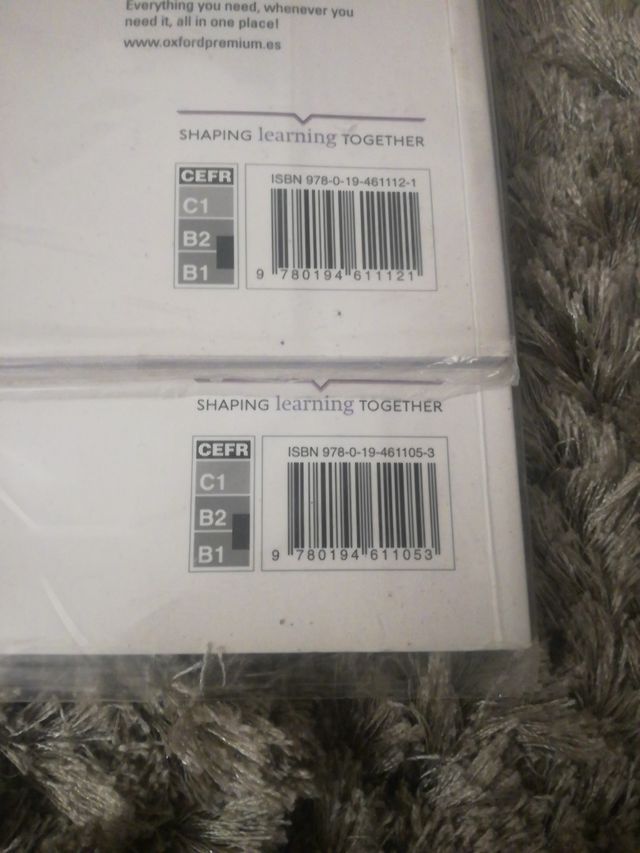 Everything you need, whenever you
need it, all in one place!
www.oxfordpremium.es
SHAPING learning TOGETHER
CEFR
C1
B2
B1
ISBN 978-0-19-461112-1
9 780194 611121
SHAPING learning TOGETHER
CEFR
C1
B2
B1
ISBN 978-0-19-461105-3
9 780194 611053